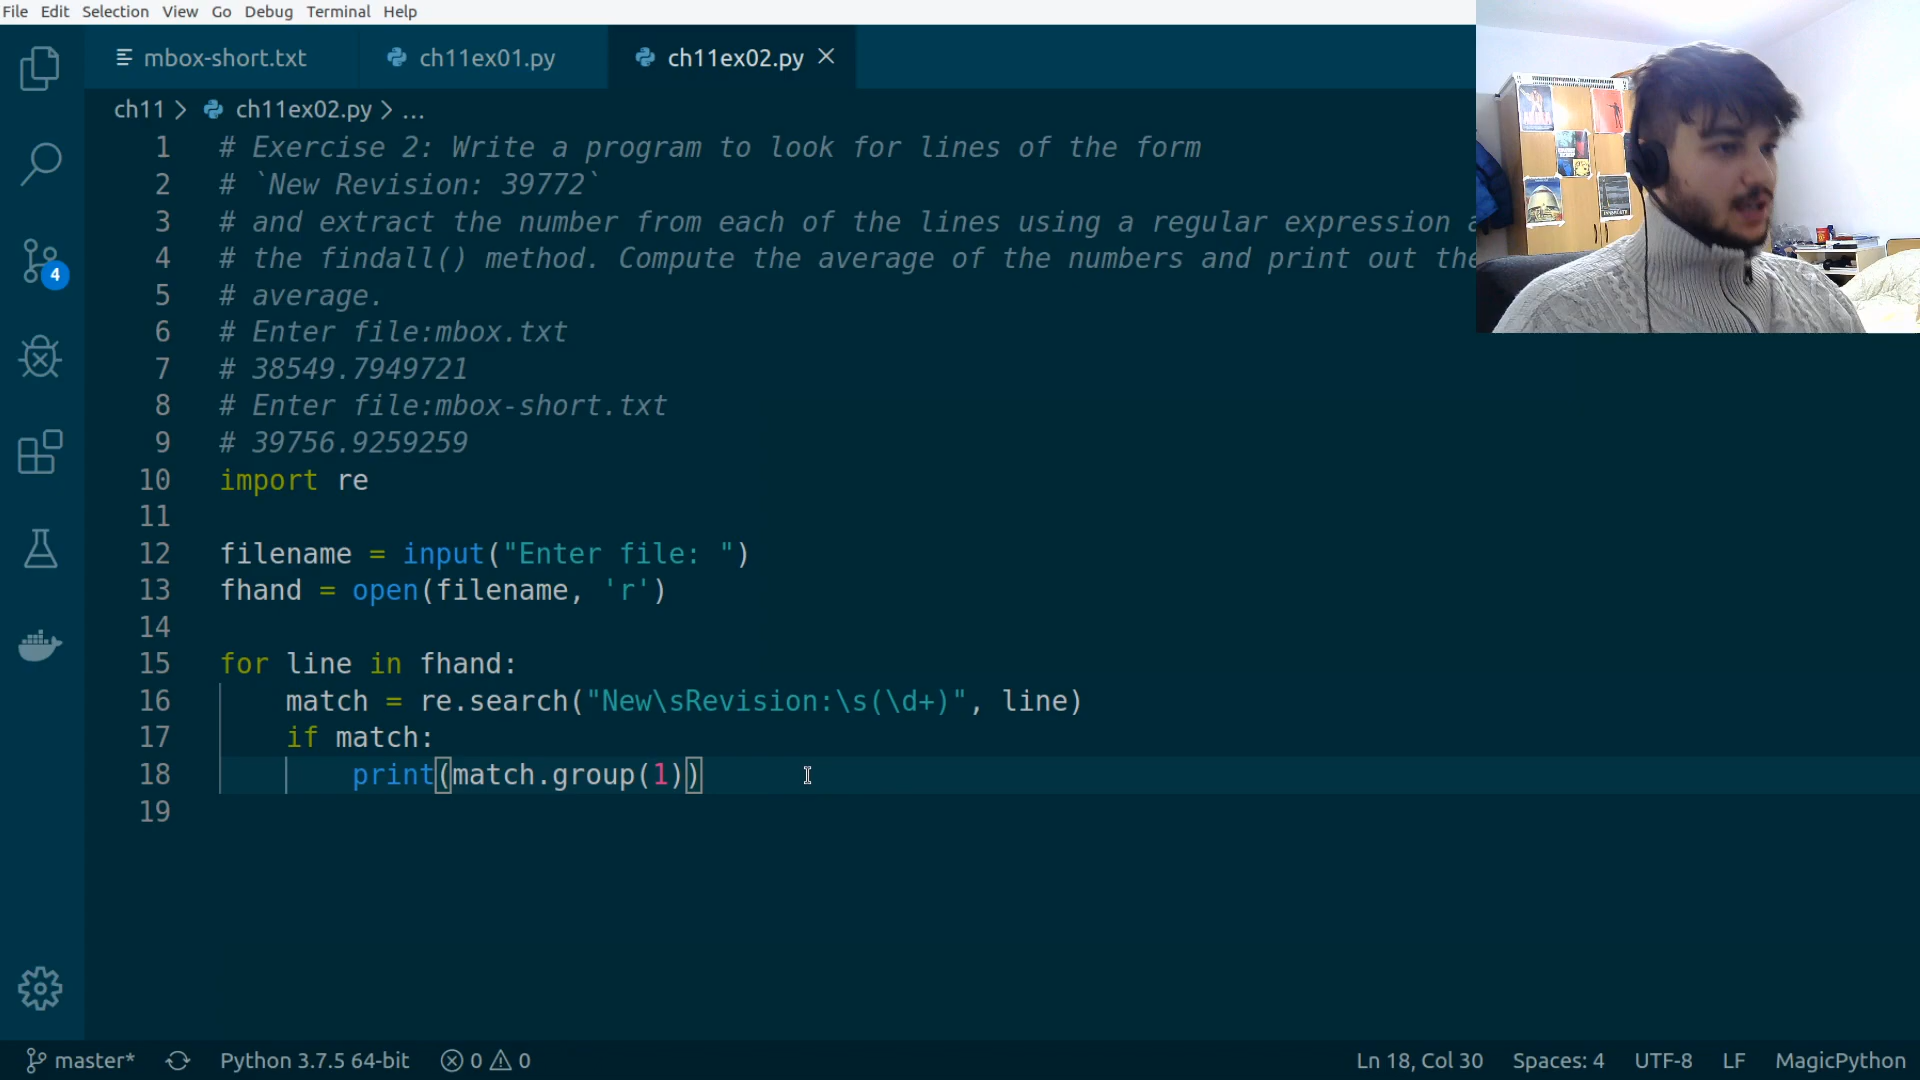 File Edit Selection View Go Debug Terminal Help
mbox-short.txt ch11ex01.py ch11ex02.py
ch11 > ch11ex02.py > ...
1 # Exercise 2: Write a program to look for lines of the form
2 # `New Revision: 39772`
3 # and extract the number from each of the lines using a regular expression
4 # the findall() method. Compute the average of the numbers and print out the
5 # average.
6 # Enter file:mbox.txt
7 # 38549.7949721
8 # Enter file:mbox-short.txt
9 # 39756.9259259
10 import re
11
12 filename = input("Enter file: ")
13 fhand = open(filename, 'r')
14
15 for line in fhand:
16 match = re.search("New\sRevision:\s(\d+)", line)
17 if match:
18 print(match.group(1))
19
4
master* Python 3.7.5 64-bit 0 0 Ln 18, Col 30 Spaces: 4 UTF-8 LF MagicPython